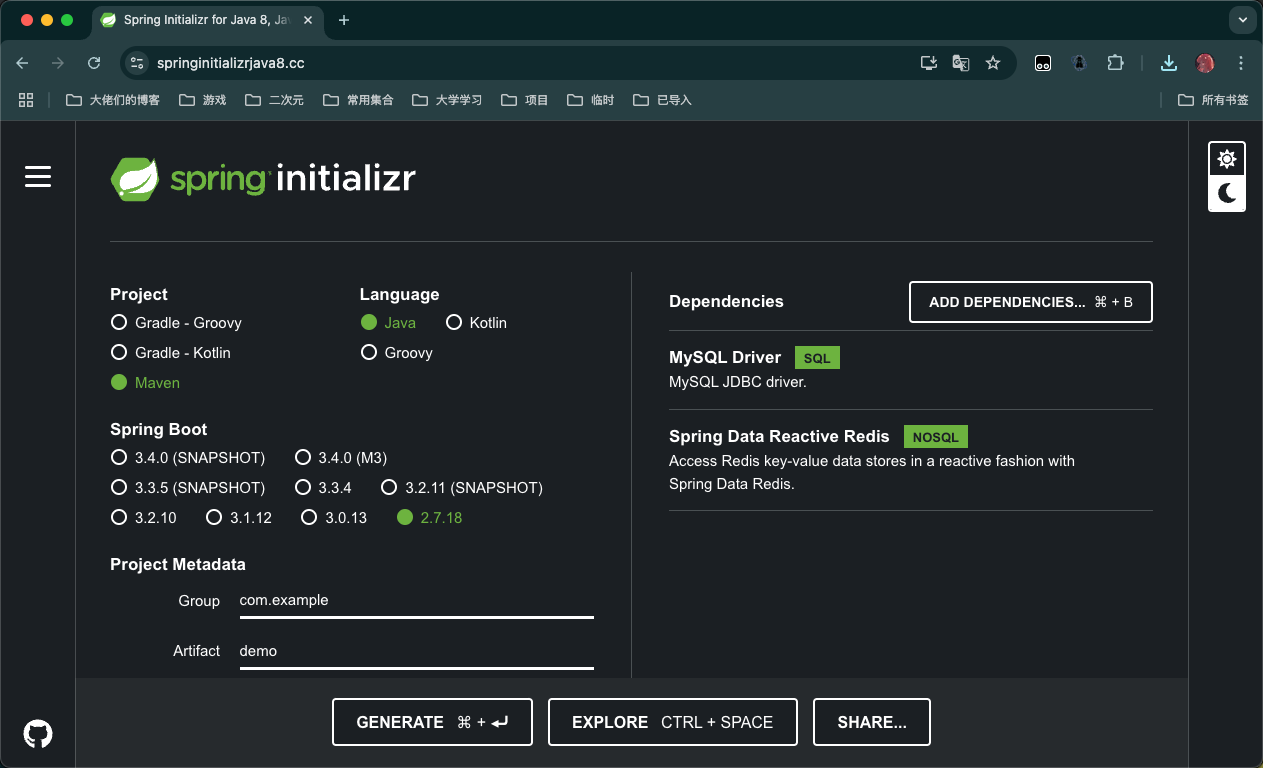 Spring Initializr for Java 8, Jav
springinitializrjava8.cc
大佬们的博客 游戏 二次元 常用集合 大学学习 项目 临时 已导入 所有书签
spring initializr
Project
Gradle - Groovy
Gradle - Kotlin
Maven
Language
Java Kotlin
Groovy
Spring Boot
3.4.0 (SNAPSHOT) 3.4.0 (M3)
3.3.5 (SNAPSHOT) 3.3.4 3.2.11 (SNAPSHOT)
3.2.10 3.1.12 3.0.13 2.7.18
Project Metadata
Group com.example
Artifact demo
Dependencies
ADD DEPENDENCIES... ⌘ + B
MySQL Driver SQL
MySQL JDBC driver.
Spring Data Reactive Redis NOSQL
Access Redis key-value data stores in a reactive fashion with
Spring Data Redis.
GENERATE ⌘ + ⏎ EXPLORE CTRL + SPACE SHARE...